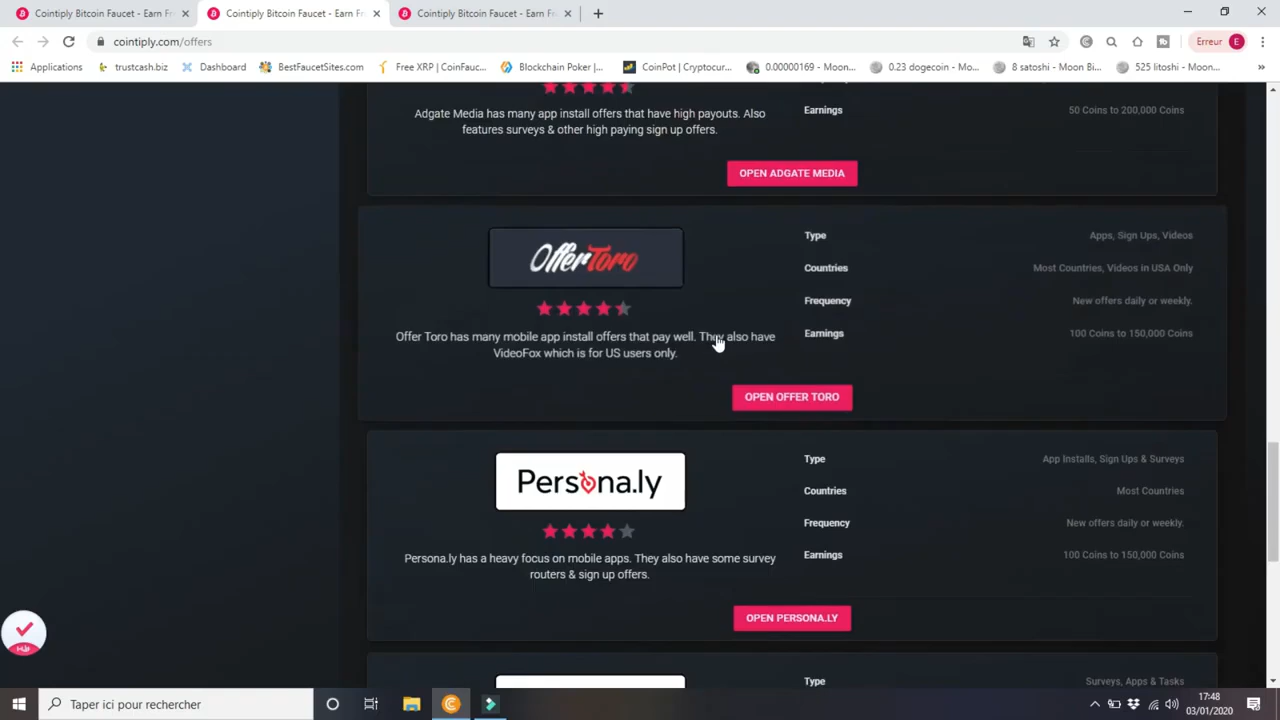 Cointiply Bitcoin Faucet - Earn Fr
Cointiply Bitcoin Faucet - Earn Fr
Cointiply Bitcoin Faucet - Earn Fr
cointiply.com/offers
Erreur E
Applications
trustcash.biz
Dashboard
BestFaucetSites.com
Free XRP | CoinFauc...
Blockchain Poker |...
CoinPot | Cryptocur...
0.00000169 - Moon...
0.23 dogecoin - Mo...
8 satoshi - Moon Bi...
525 litoshi - Moon...
»
Adgate Media has many app install offers that have high payouts. Also
features surveys & other high paying sign up offers.
Earnings
50 Coins to 200,000 Coins
OPEN ADGATE MEDIA
OfferToro
Offer Toro has many mobile app install offers that pay well. They also have
VideoFox which is for US users only.
Type
Apps, Sign Ups, Videos
Countries
Most Countries, Videos in USA Only
Frequency
New offers daily or weekly.
Earnings
100 Coins to 150,000 Coins
OPEN OFFER TORO
Persona.ly
Persona.ly has a heavy focus on mobile apps. They also have some survey
routers & sign up offers.
Type
App Installs, Sign Ups & Surveys
Countries
Most Countries
Frequency
New offers daily or weekly.
Earnings
100 Coins to 150,000 Coins
OPEN PERSONA.LY
Type
Surveys, Apps & Tasks
Taper ici pour rechercher
17:48
03/01/2020